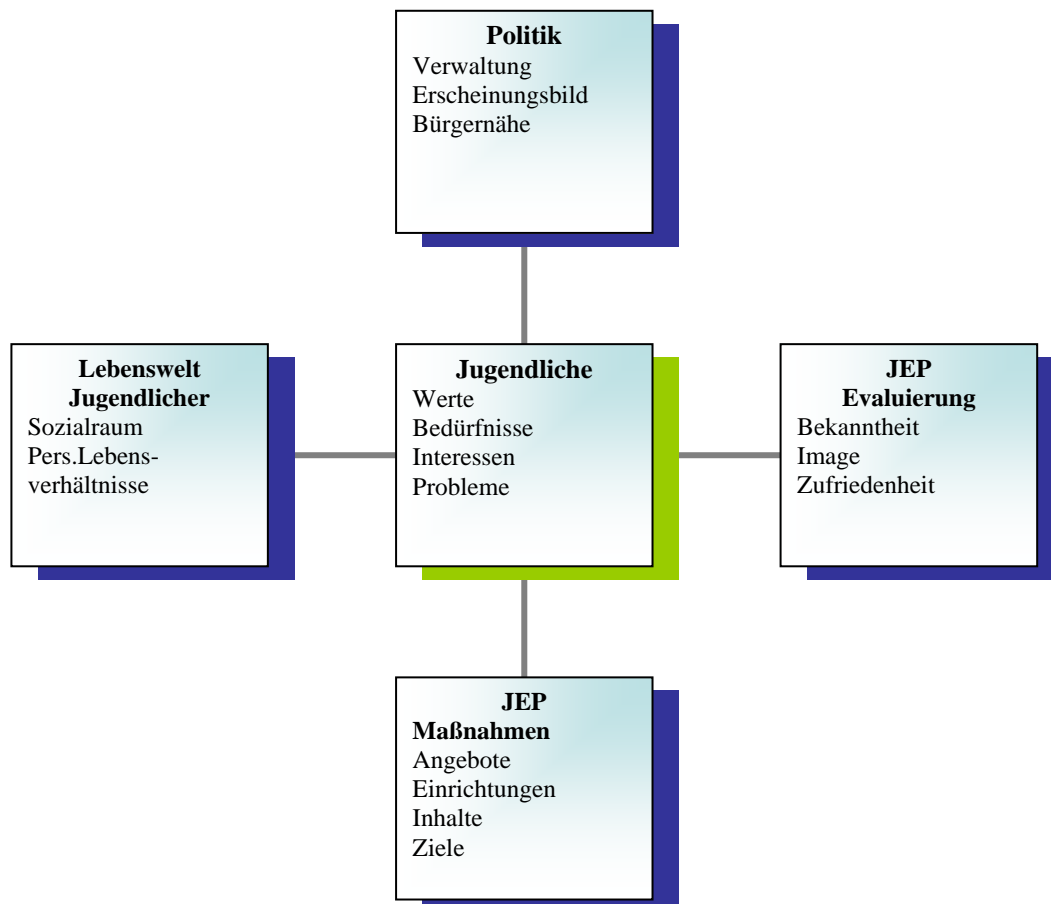 Politik
Verwaltung
Erscheinungsbild
Bürgernähe
Lebenswelt
Jugendlicher
Sozialraum
Pers.Lebens-
verhältnisse
Jugendliche
Werte
Bedürfnisse
Interessen
Probleme
JEP
Evaluierung
Bekanntheit
Image
Zufriedenheit
JEP
Maßnahmen
Angebote
Einrichtungen
Inhalte
Ziele